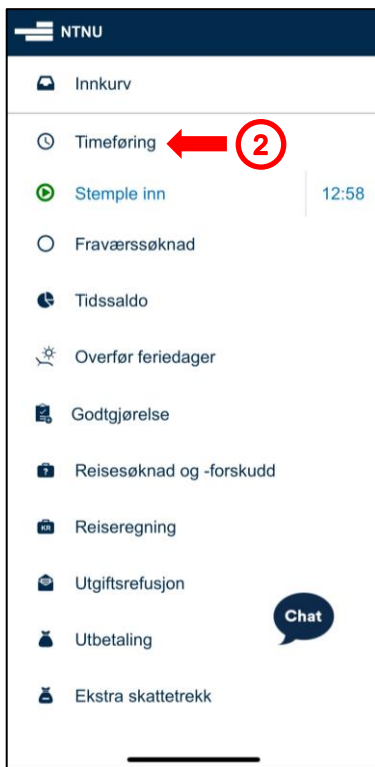 NTNU
Innkurv
Timeføring 2
Stemple inn 12:58
Fraværssøknad
Tidssaldo
Overfør feriedager
Godtgjørelse
? Reisesøknad og -forskudd
KR Reiseregning
Utgiftsrefusjon
Chat
Utbetaling
Ekstra skattetrekk